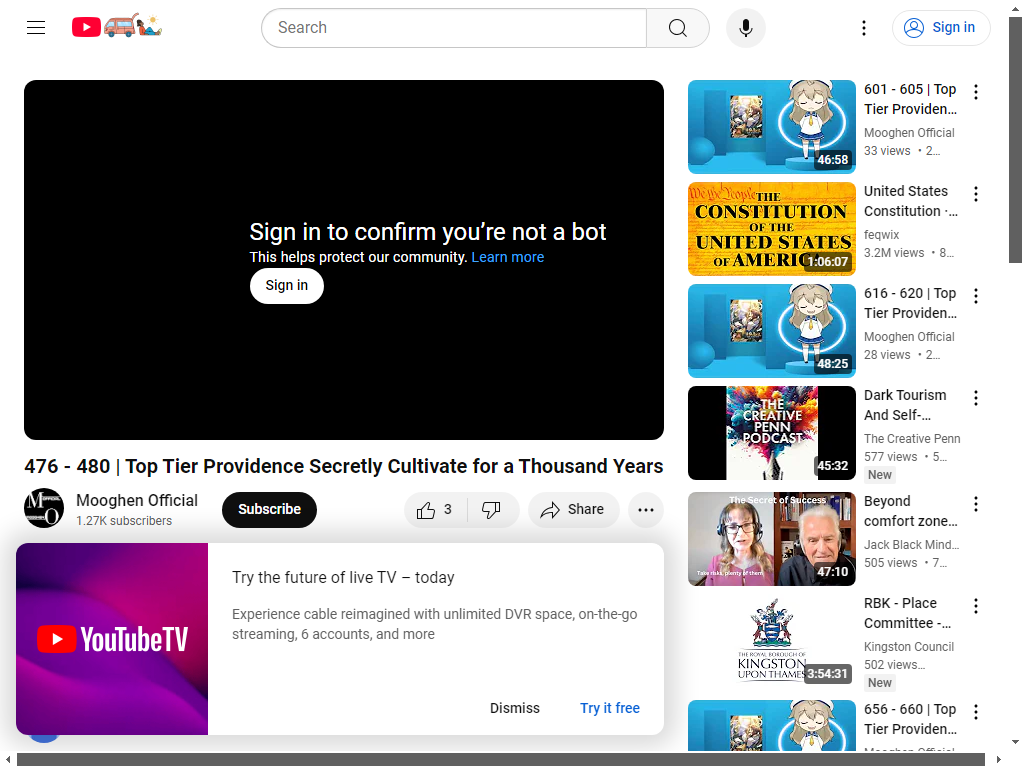 Search
Sign in
Sign in to confirm you’re not a bot
This helps protect our community. Learn more
Sign in
476 - 480 | Top Tier Providence Secretly Cultivate for a Thousand Years
Mooghen Official
1.27K subscribers
Subscribe
3
Share
YouTubeTV
Try the future of live TV – today
Experience cable reimagined with unlimited DVR space, on-the-go
streaming, 6 accounts, and more
Dismiss
Try it free
46:58
601 - 605 | Top
Tier Providen...
Mooghen Official
33 views • 2...
We the People
THE
CONSTITUTION
OF THE
UNITED STATES
OF AMERICA
1:06:07
United States
Constitution ·...
feqwix
3.2M views • 8...
48:25
616 - 620 | Top
Tier Providen...
Mooghen Official
28 views • 2...
THE
CREATIVE
PENN
PODCAST
45:32
Dark Tourism
And Self-...
The Creative Penn
577 views • 5...
New
The Secret of Success
Take risks, plenty of them
47:10
Beyond
comfort zone...
Jack Black Mind...
505 views • 7...
THE ROYAL BOROUGH OF
KINGSTON
UPON THAMES
3:54:31
RBK - Place
Committee -...
Kingston Council
502 views...
New
656 - 660 | Top
Tier Providen...
Mooghen Official